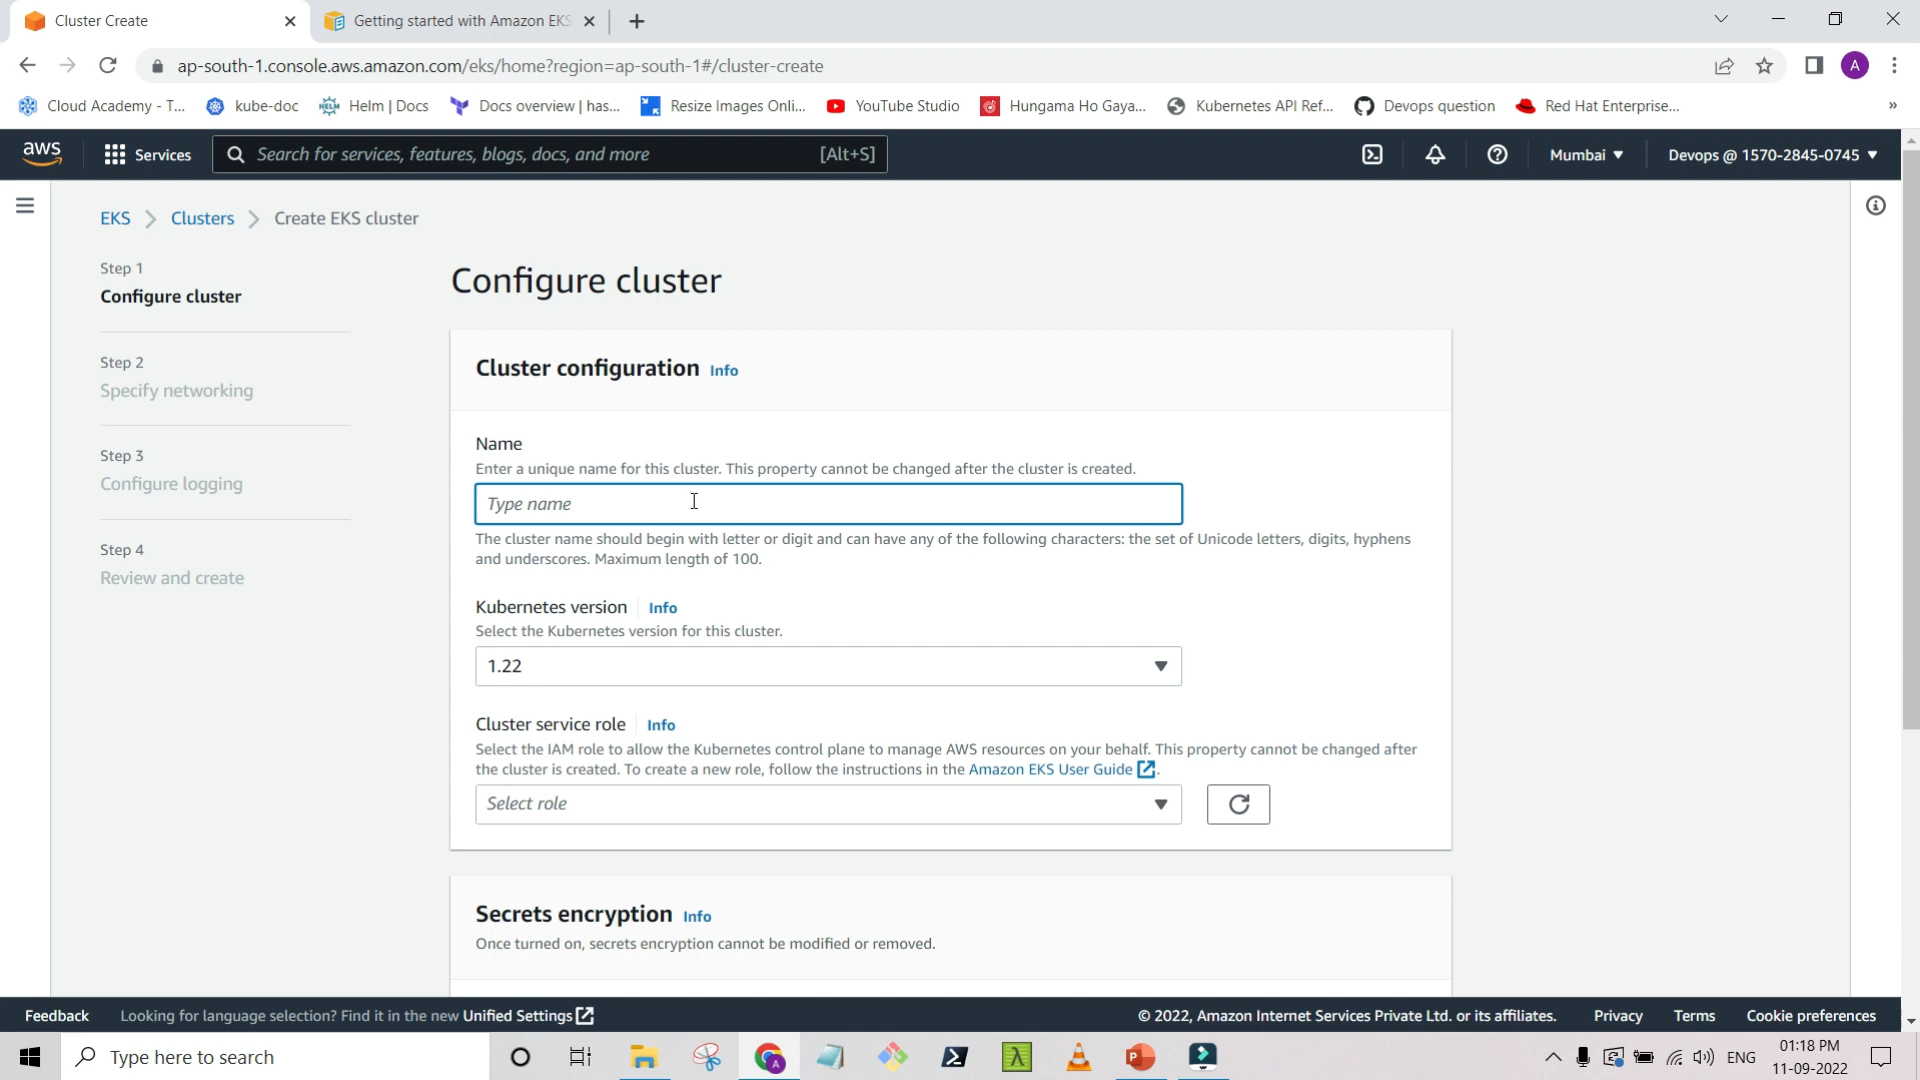 Cluster Create
Getting started with Amazon EKS
ap-south-1.console.aws.amazon.com/eks/home?region=ap-south-1#/cluster-create
A
Cloud Academy - T...
kube-doc
Helm | Docs
Docs overview | has...
Resize Images Onli...
YouTube Studio
Hungama Ho Gaya...
Kubernetes API Ref...
Devops question
Red Hat Enterprise...
»
aws
Services
Search for services, features, blogs, docs, and more
[Alt+S]
Mumbai
Devops @ 1570-2845-0745
EKS
Clusters
Create EKS cluster
Step 1
Configure cluster
Step 2
Specify networking
Step 3
Configure logging
Step 4
Review and create
Configure cluster
Cluster configuration Info
Name
Enter a unique name for this cluster. This property cannot be changed after the cluster is created.
Type name
The cluster name should begin with letter or digit and can have any of the following characters: the set of Unicode letters, digits, hyphens
and underscores. Maximum length of 100.
Kubernetes version Info
Select the Kubernetes version for this cluster.
1.22
Cluster service role Info
Select the IAM role to allow the Kubernetes control plane to manage AWS resources on your behalf. This property cannot be changed after
the cluster is created. To create a new role, follow the instructions in the Amazon EKS User Guide.
Select role
Secrets encryption Info
Once turned on, secrets encryption cannot be modified or removed.
Feedback
Looking for language selection? Find it in the new Unified Settings
© 2022, Amazon Internet Services Private Ltd. or its affiliates.
Privacy
Terms
Cookie preferences
Type here to search
ENG
01:18 PM
11-09-2022